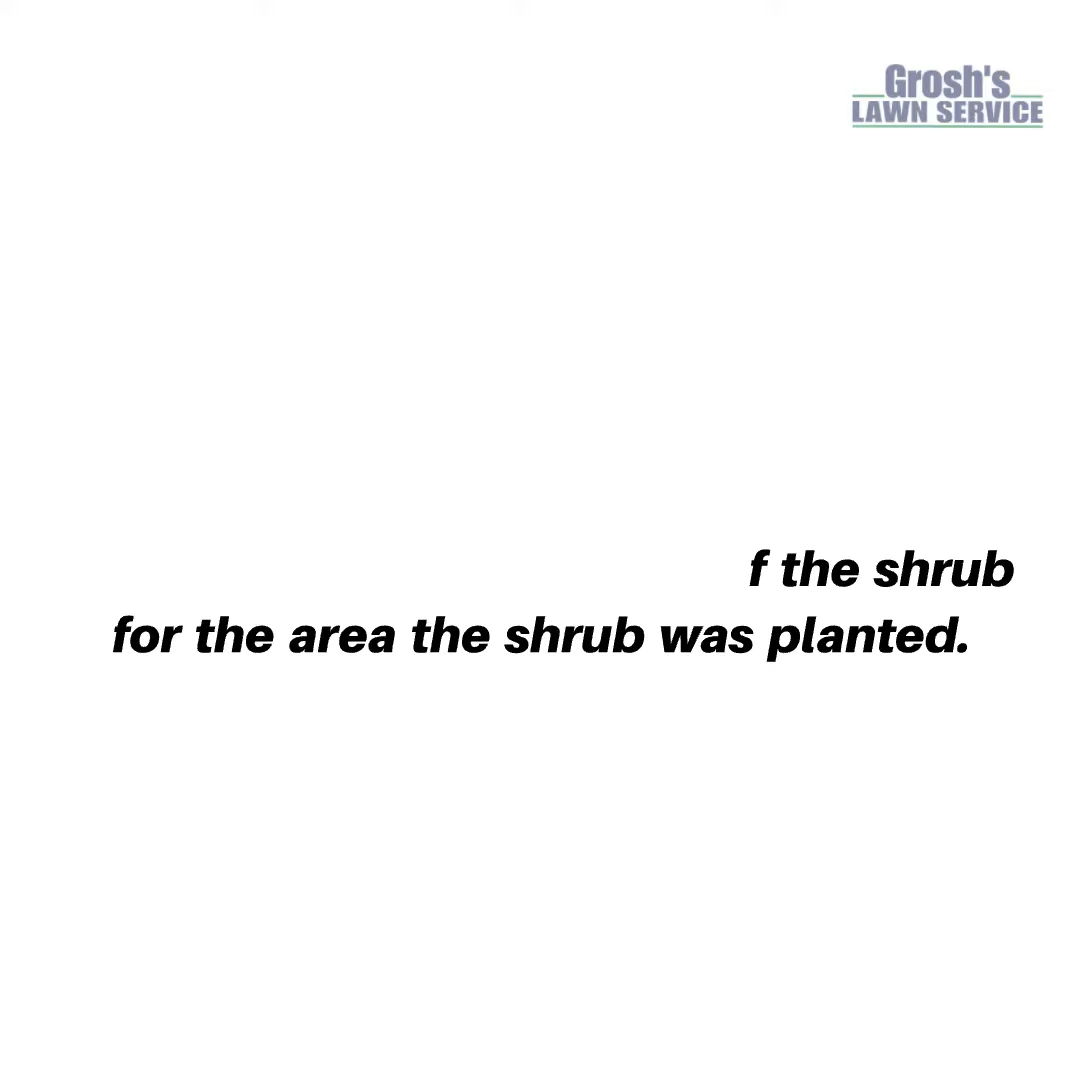 Grosh's
LAWN SERVICE
f the shrub
for the area the shrub was planted.